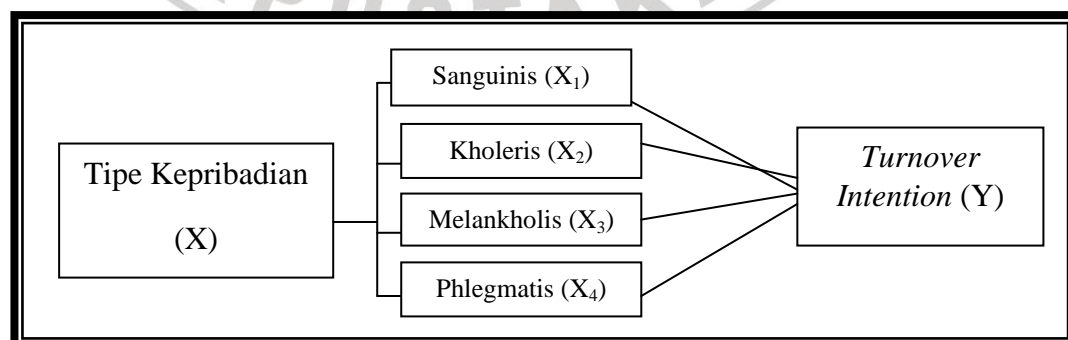 Tipe Kepribadian
(X)
Sanguinis (X₁)
Kholeris (X₂)
Melankholis (X₃)
Phlegmatis (X₄)
Turnover
Intention (Y)